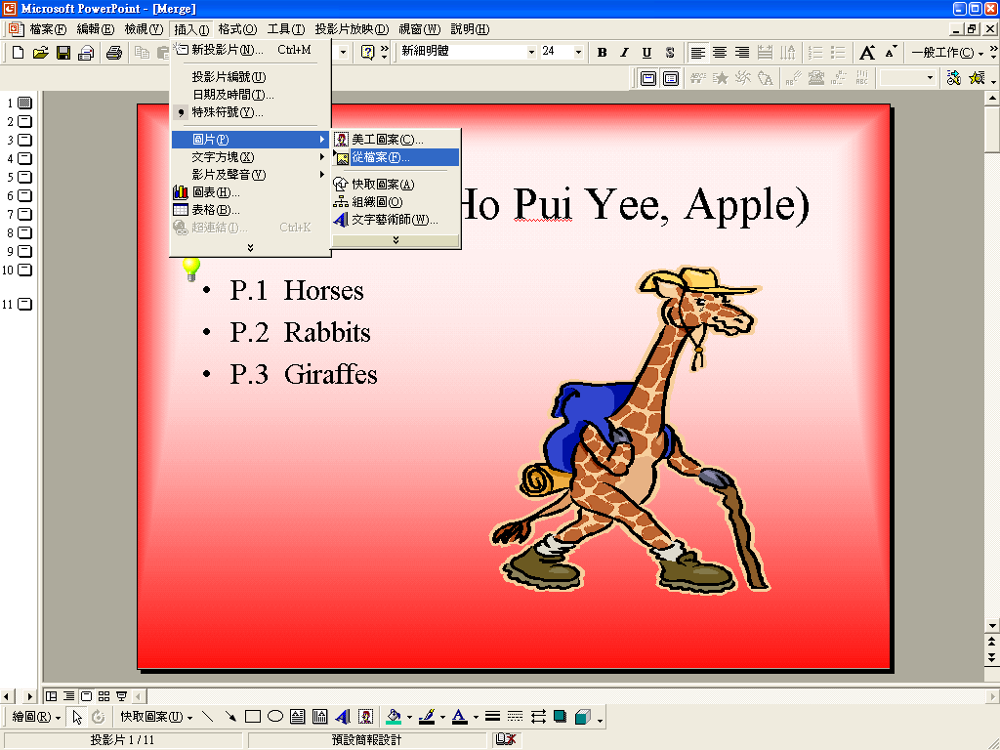 Microsoft PowerPoint - [Merge]
檔案(F) 編輯(E) 檢視(V) 插入(I) 格式(O) 工具(T) 投影片放映(D) 視窗(W) 說明(H)
新細明體 24 B I U S A A 一般工作(C)
新投影片(N)... Ctrl+M
投影片編號(U)
日期及時間(T)...
特殊符號(Y)...
圖片(P)
文字方塊(X)
影片及聲音(V)
圖表(H)...
表格(B)...
超連結(I)... Ctrl+K
美工圖案(C)...
從檔案(F)...
快取圖案(A)
組織圖(O)
文字藝術師(W)...
1
2
3
4
5
6
7
8
9
10
11
Ho Pui Yee, Apple)
• P.1 Horses
• P.2 Rabbits
• P.3 Giraffes
繪圖(R) 快取圖案(U)
投影片 1 / 11 預設簡報設計